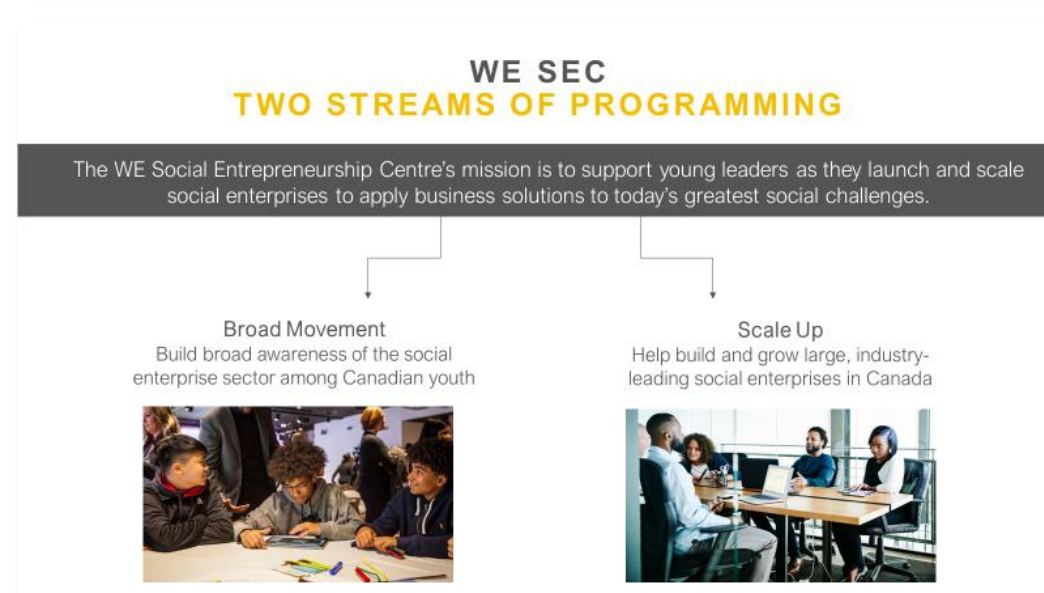 WE SEC
TWO STREAMS OF PROGRAMMING
The WE Social Entrepreneurship Centre's mission is to support young leaders as they launch and scale
social enterprises to apply business solutions to today's greatest social challenges.
Broad Movement
Build broad awareness of the social
enterprise sector among Canadian youth
Scale Up
Help build and grow large, industry-
leading social enterprises in Canada